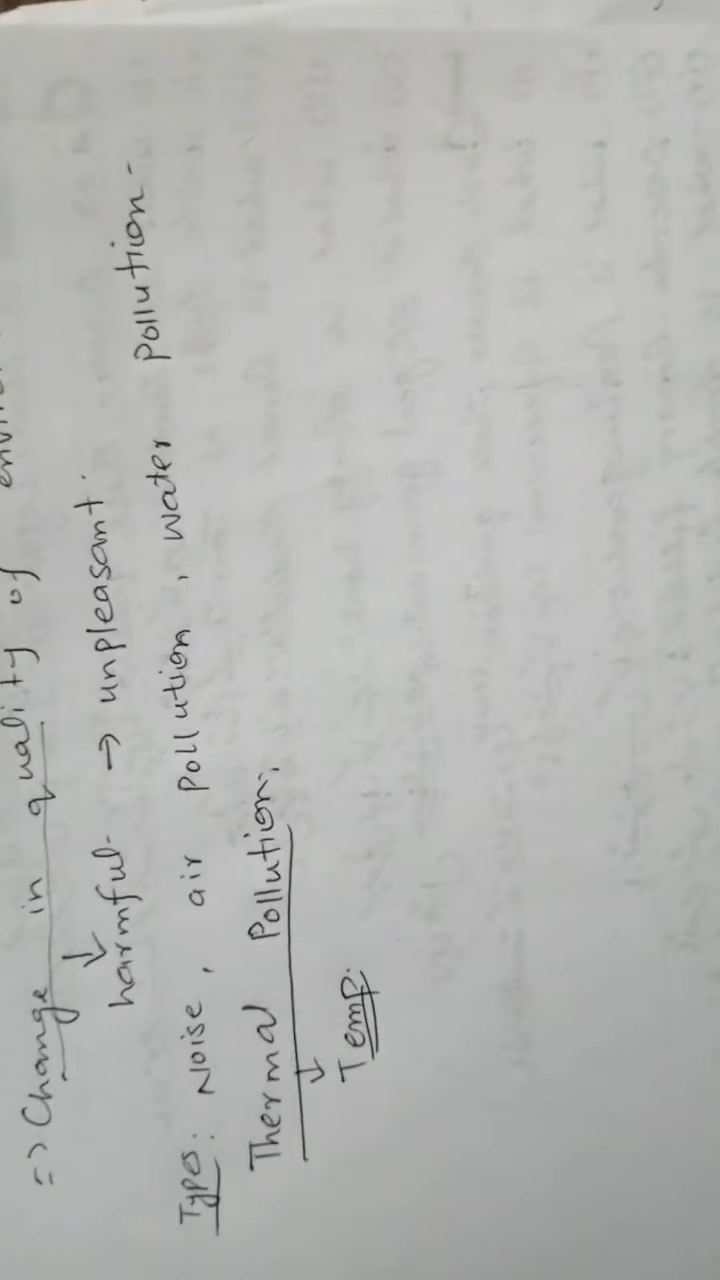 => Change in quality of
↓
harmful. → unpleasant.
Types: Noise, air pollution, water pollution -
Thermal Pollution,
↓
Temp.